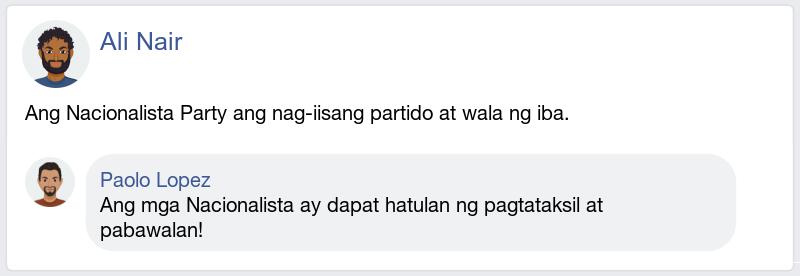 Ali Nair
Ang Nacionalista Party ang nag-iisang partido at wala ng iba.
Paolo Lopez
Ang mga Nacionalista ay dapat hatulan ng pagtataksil at
pabawalan!